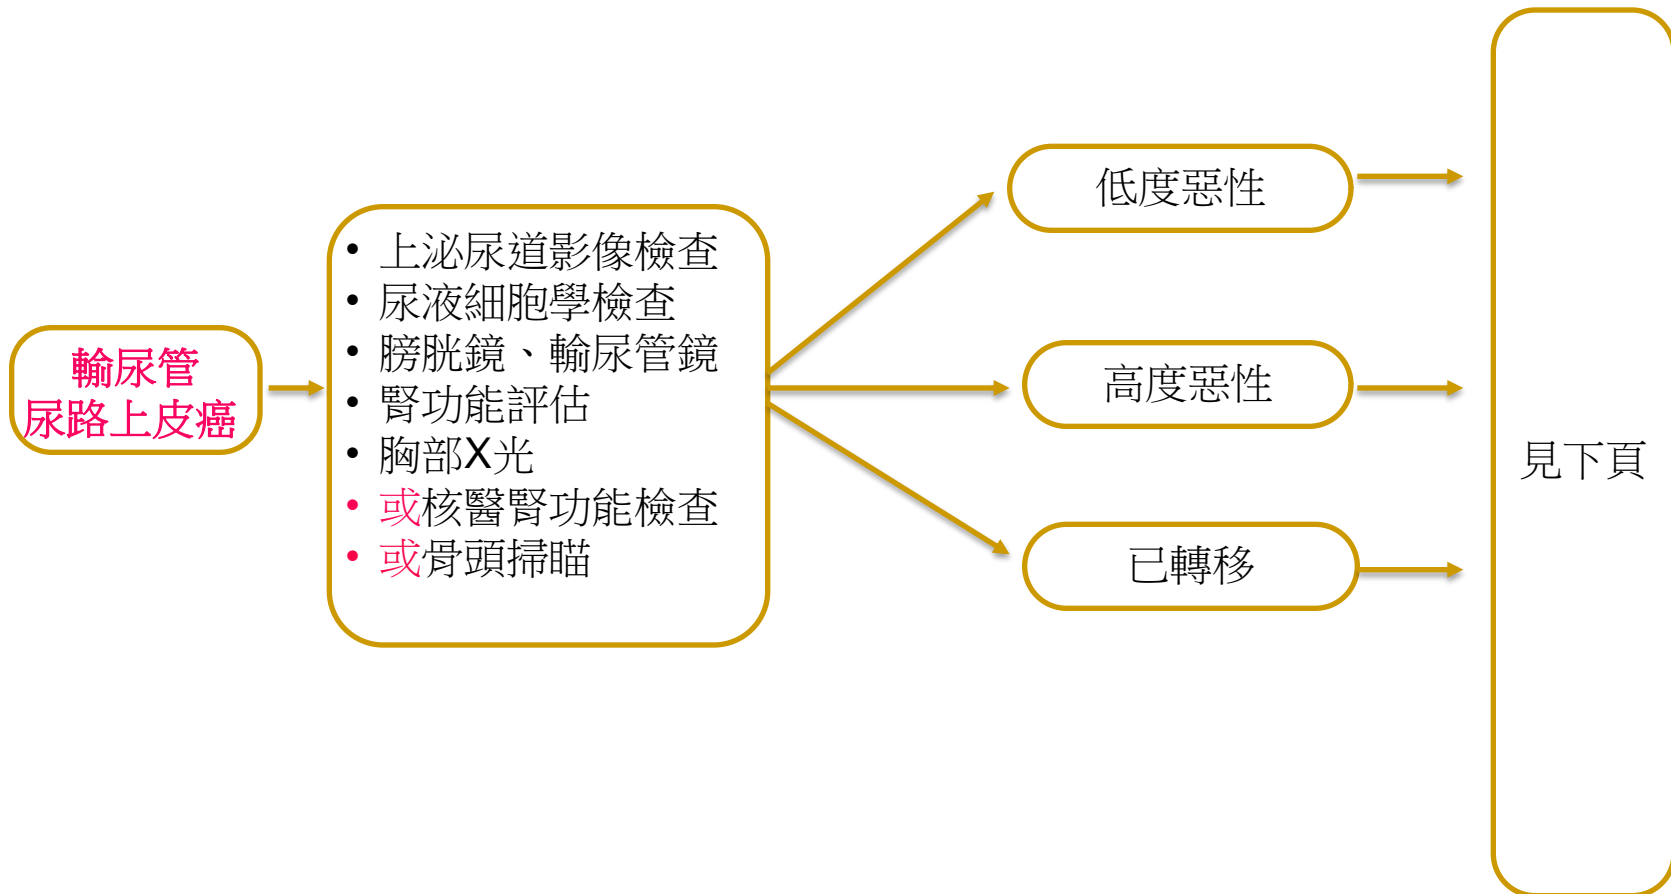 輸尿管
尿路上皮癌
• 上泌尿道影像檢查
• 尿液細胞學檢查
• 膀胱鏡、輸尿管鏡
• 腎功能評估
• 胸部X光
• 或核醫腎功能檢查
• 或骨頭掃瞄
低度惡性
高度惡性
已轉移
見下頁